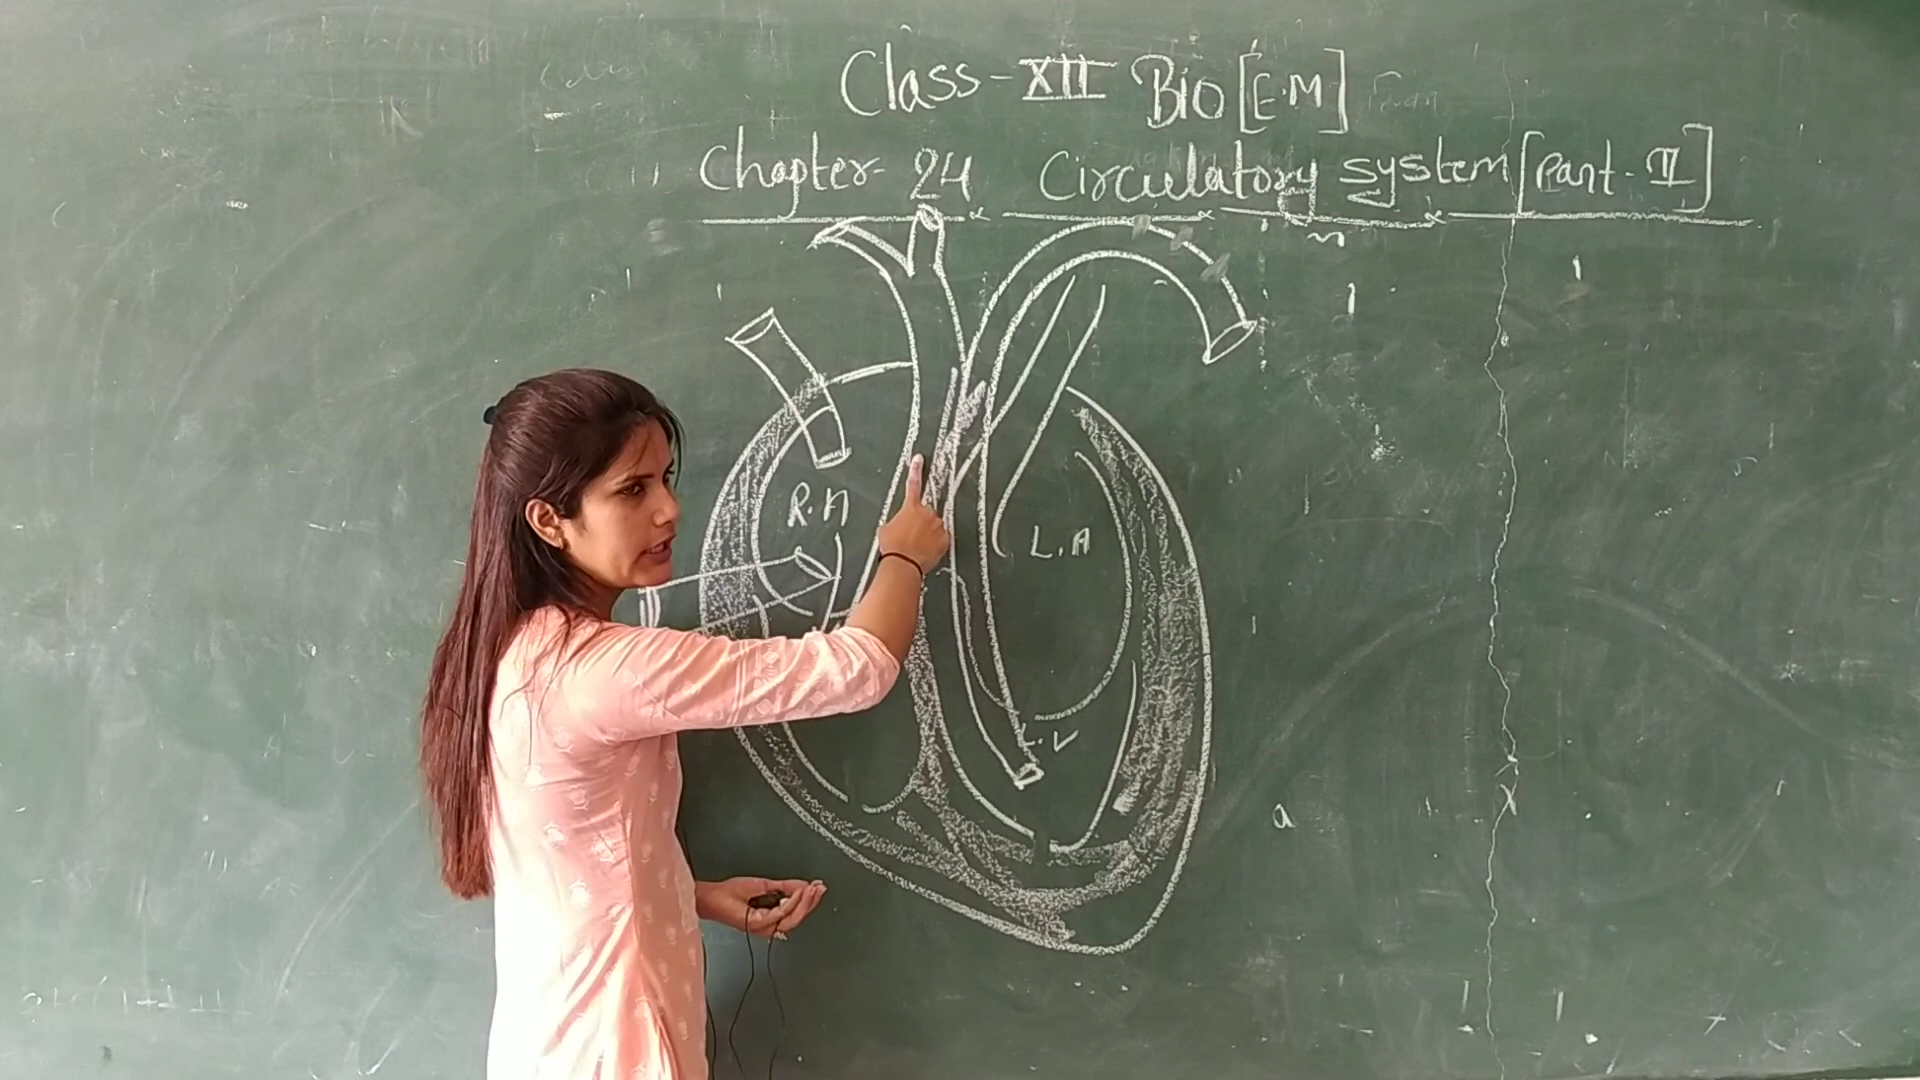 Class-XII Bio [E.M]
Chapter-24 Circulatory system [Part-II]
R.A
L.A
L.V
a